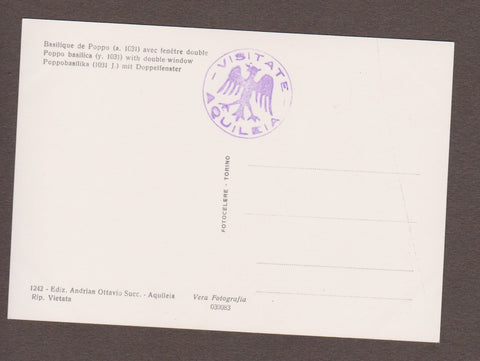 Basilique de Poppo (a. 1031) avec fenêtre double
Poppo basilica (y. 1031) with double-window
Poppobasilika (1031 J.) mit Doppelfenster
- VISITATE -
AQUILEIA
FOTOCELERE - TORINO
1242 - Ediz. Andrian Ottavio Succ. - Aquileia
Rip. Vietata
Vera Fotografia
030083